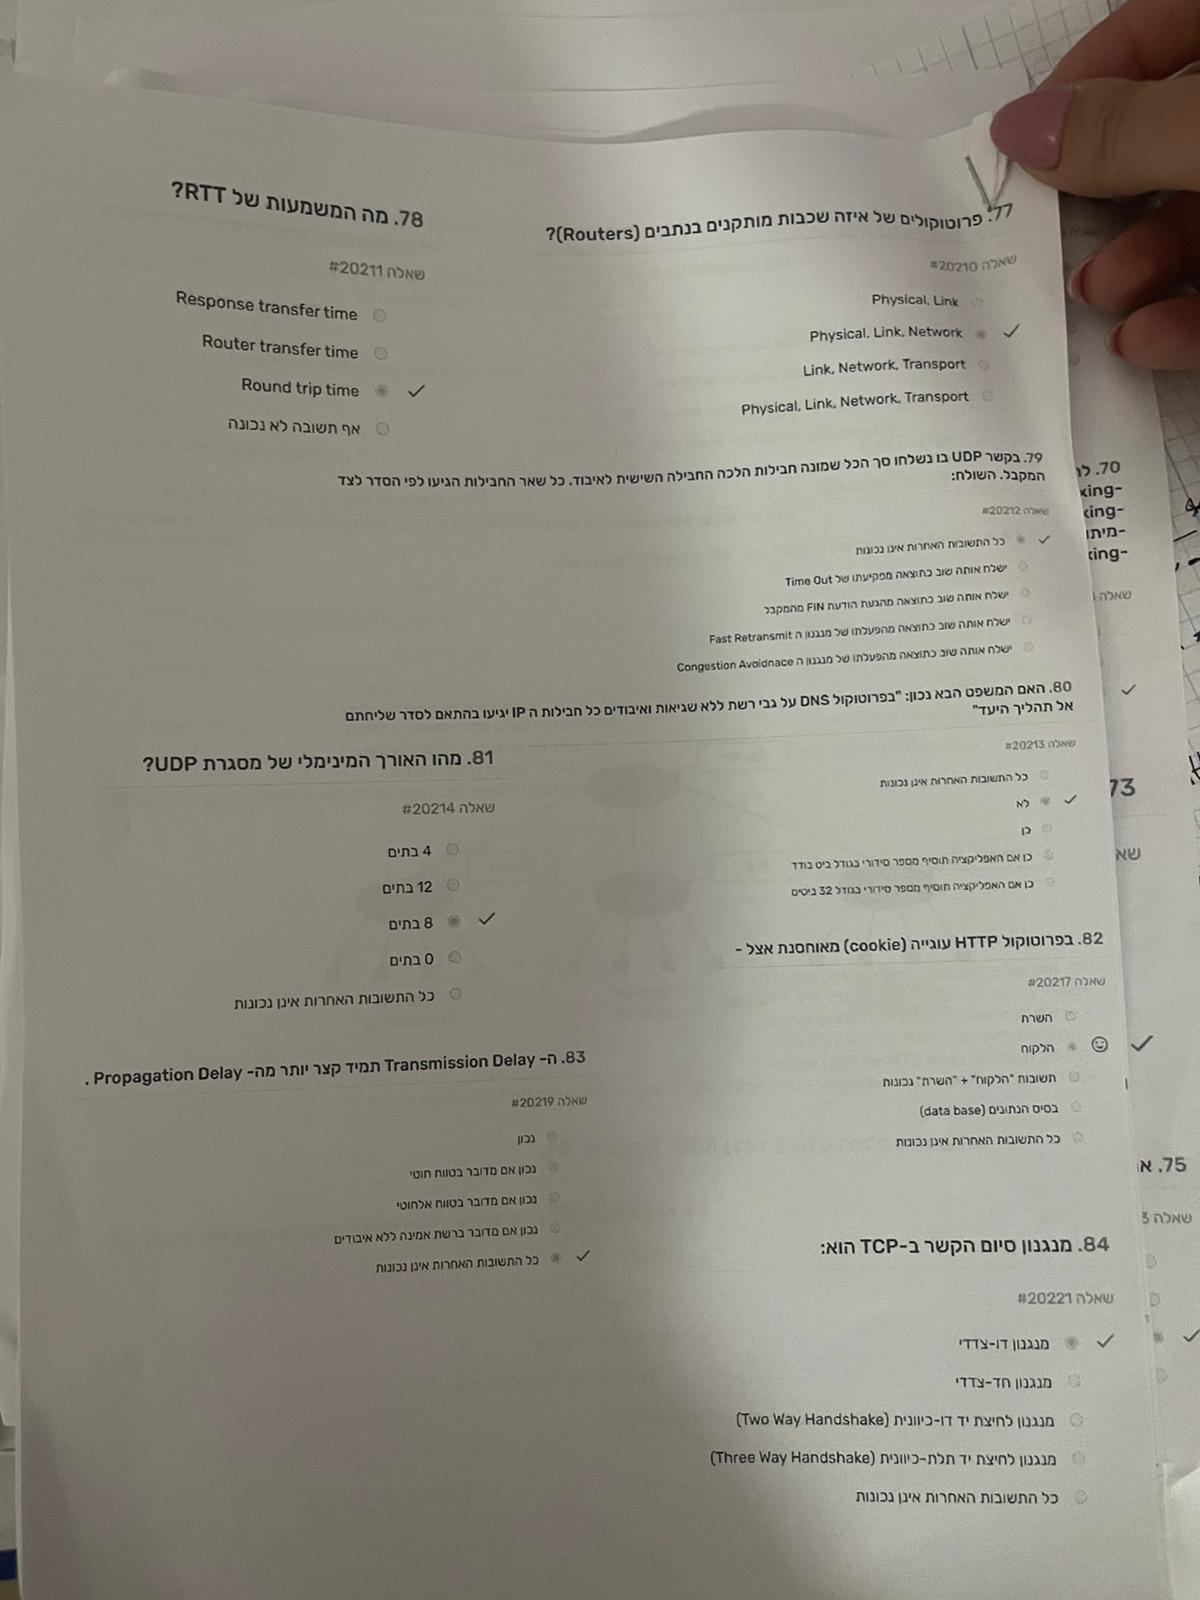 77. פרוטוקולים של איזה שכבות מותקנים בנתבים (Routers)?
שאלה 20210#
Physical, Link
Physical, Link, Network
Link, Network, Transport
Physical, Link, Network, Transport
78. מה המשמעות של RTT?
שאלה 20211#
Response transfer time
Router transfer time
Round trip time
אף תשובה לא נכונה
79. בקשר UDP בו נשלחו סך הכל שמונה חבילות הלכה החבילה השישית לאיבוד. כל שאר החבילות הגיעו לפי הסדר לצד
המקבל. השולח:
שאלה 20212#
כל התשובות האחרות אינן נכונות
ישלח אותה שוב כתוצאה מפקיעתו של Time Out
ישלח אותה שוב כתוצאה מהגעת הודעת FIN מהמקבל
ישלח אותה שוב כתוצאה מהפעלתו של מנגנון ה Fast Retransmit
ישלח אותה שוב כתוצאה מהפעלתו של מנגנון ה Congestion Avoidnace
80. האם המשפט הבא נכון: "בפרוטוקול DNS על גבי רשת ללא שגיאות ואיבודים כל חבילות ה IP יגיעו בהתאם לסדר שליחתם
אל תהליך היעד"
שאלה 20213#
כל התשובות האחרות אינן נכונות
לא
כן
כן אם האפליקציה תוסיף מספר סידורי בגודל ביט בודד
כן אם האפליקציה תוסיף מספר סידורי בגודל 32 ביטים
81. מהו האורך המינימלי של מסגרת UDP?
שאלה 20214#
4 בתים
12 בתים
8 בתים
0 בתים
כל התשובות האחרות אינן נכונות
82. בפרוטוקול HTTP עוגייה (cookie) מאוחסנת אצל -
שאלה 20217#
השרת
הלקוח
תשובות "הלקוח" + "השרת" נכונות
בסיס הנתונים (data base)
כל התשובות האחרות אינן נכונות
83. ה- Transmission Delay תמיד קצר יותר מה- Propagation Delay .
שאלה 20219#
נכון
נכון אם מדובר בטווח חוטי
נכון אם מדובר בטווח אלחוטי
נכון אם מדובר ברשת אמינה ללא איבודים
כל התשובות האחרות אינן נכונות
84. מנגנון סיום הקשר ב-TCP הוא:
שאלה 20221#
מנגנון דו-צדדי
מנגנון חד-צדדי
מנגנון לחיצת יד דו-כיוונית (Two Way Handshake)
מנגנון לחיצת יד תלת-כיוונית (Three Way Handshake)
כל התשובות האחרות אינן נכונות
70.
שאלה
73
75.
שאלה